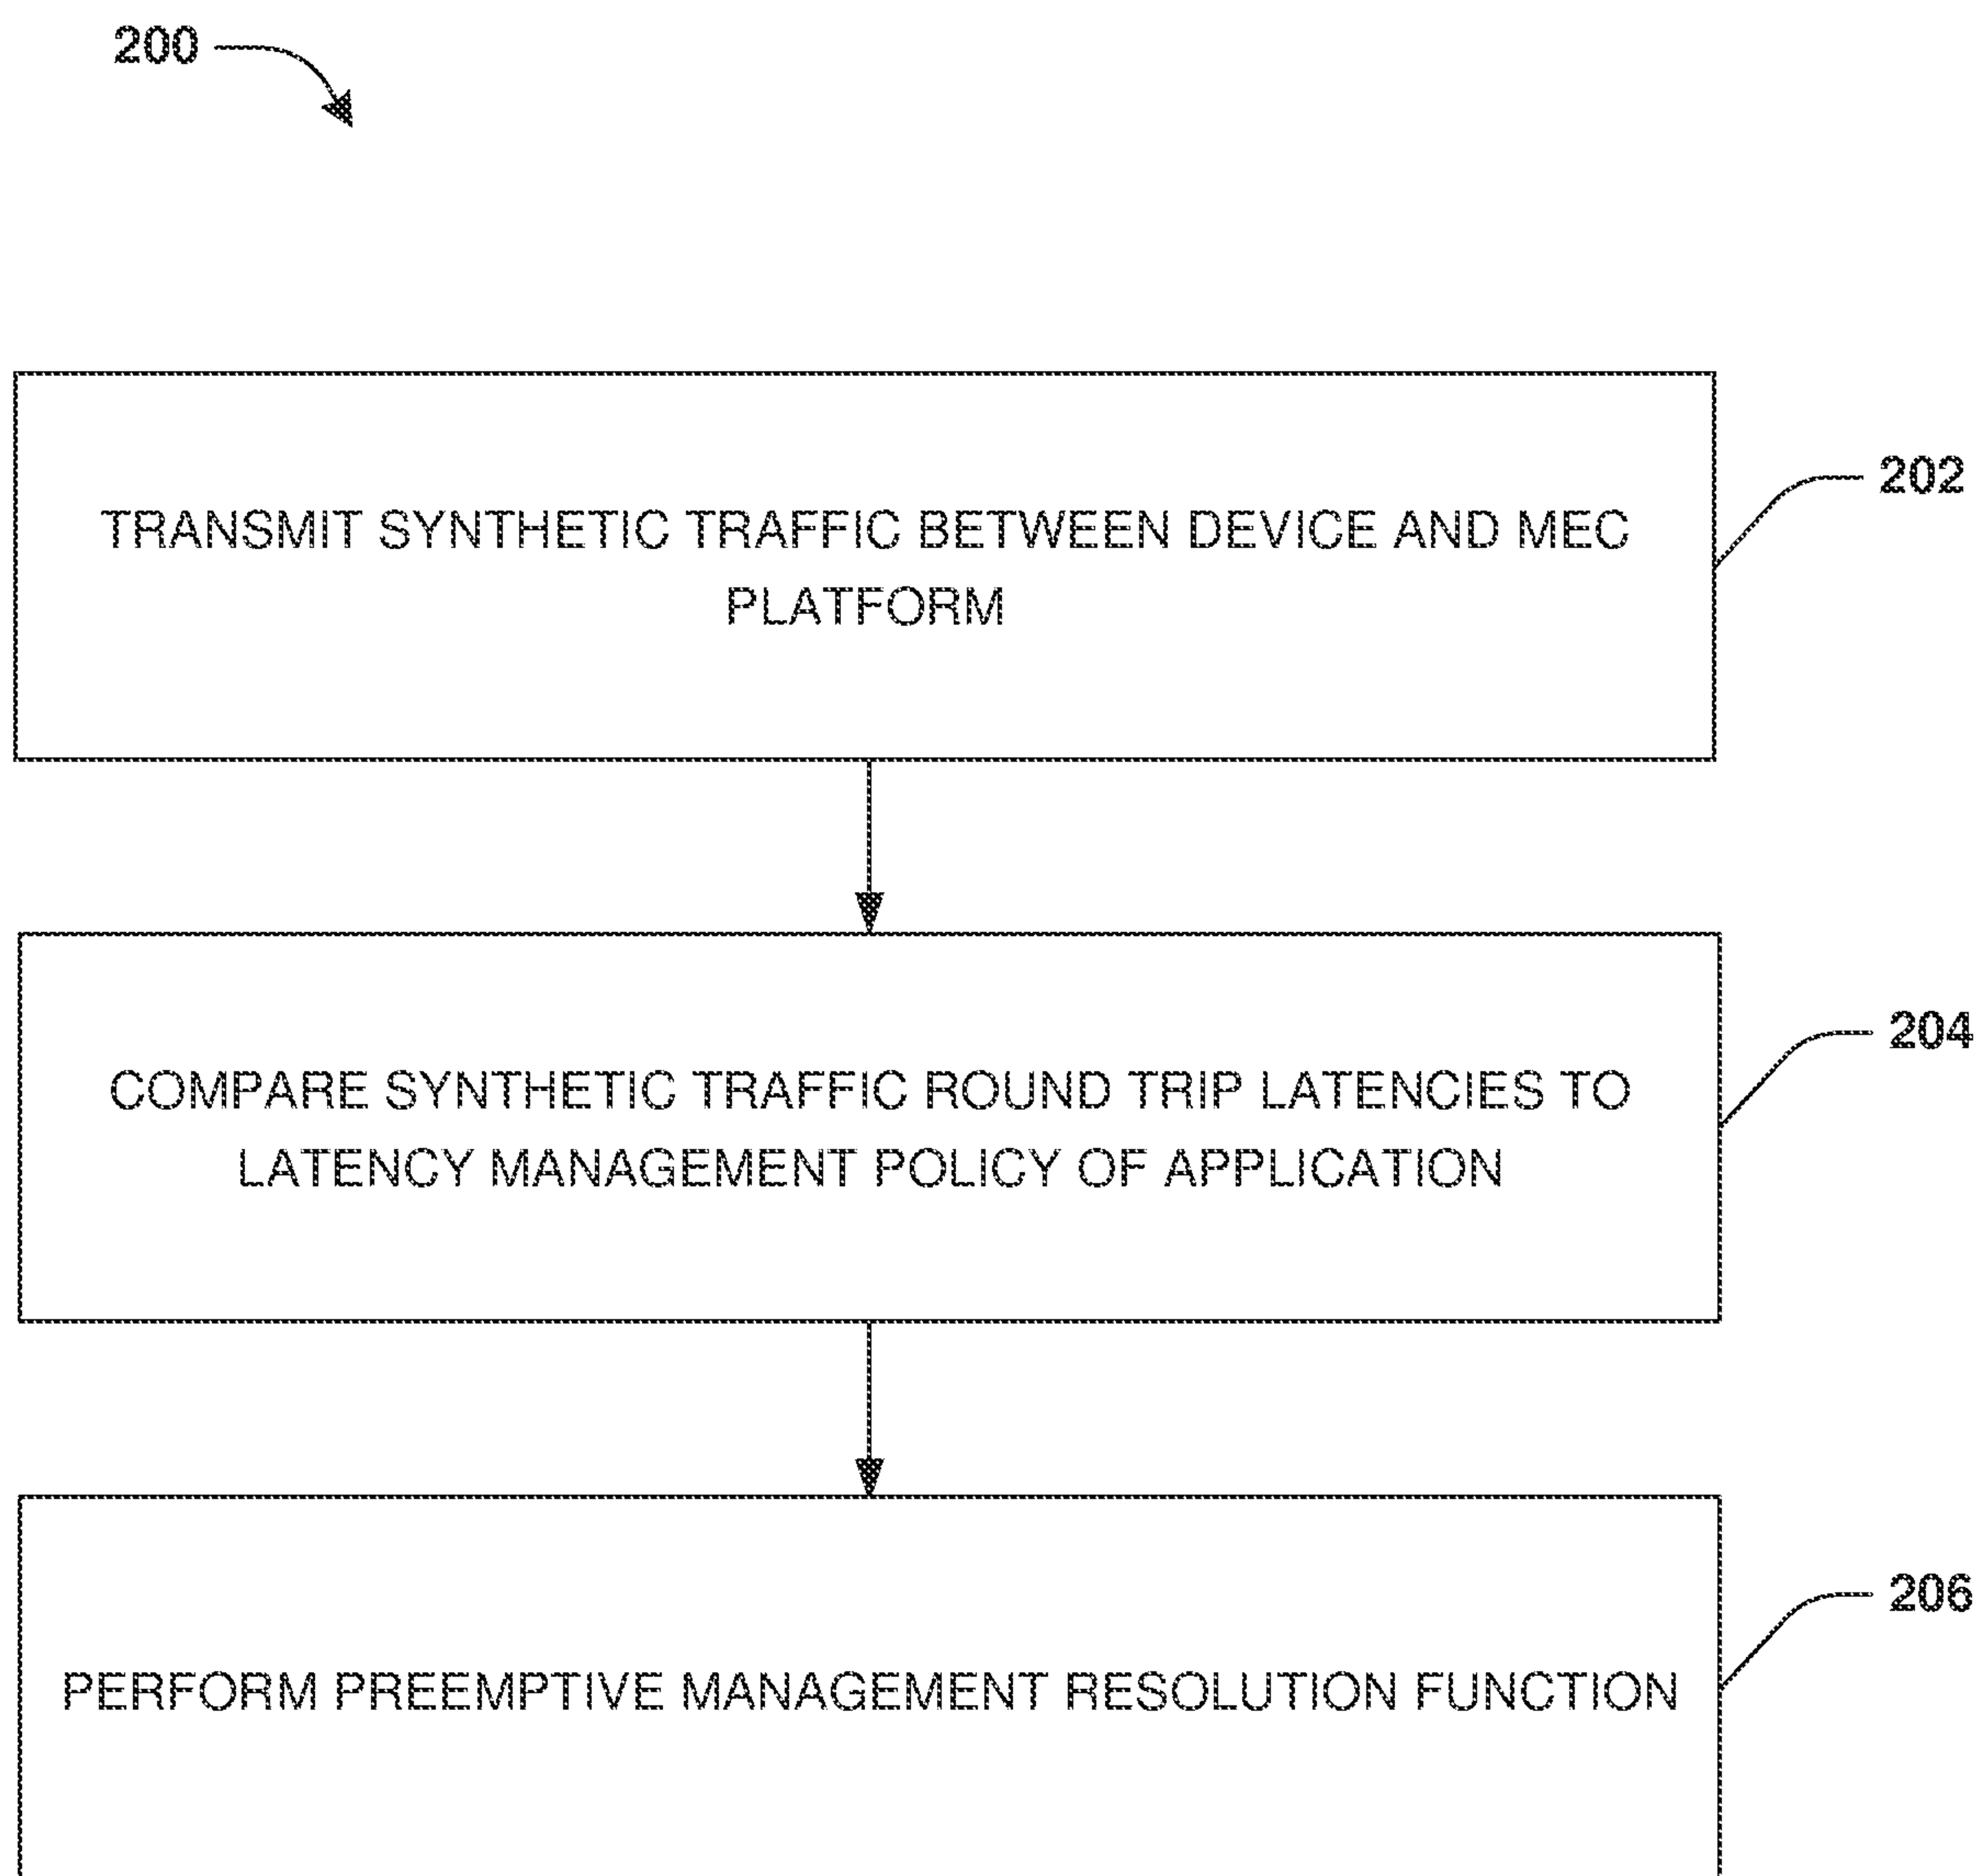 200
TRANSMIT SYNTHETIC TRAFFIC BETWEEN DEVICE AND MEC
PLATFORM
202
COMPARE SYNTHETIC TRAFFIC ROUND TRIP LATENCIES TO
LATENCY MANAGEMENT POLICY OF APPLICATION
204
PERFORM PREEMPTIVE MANAGEMENT RESOLUTION FUNCTION
206